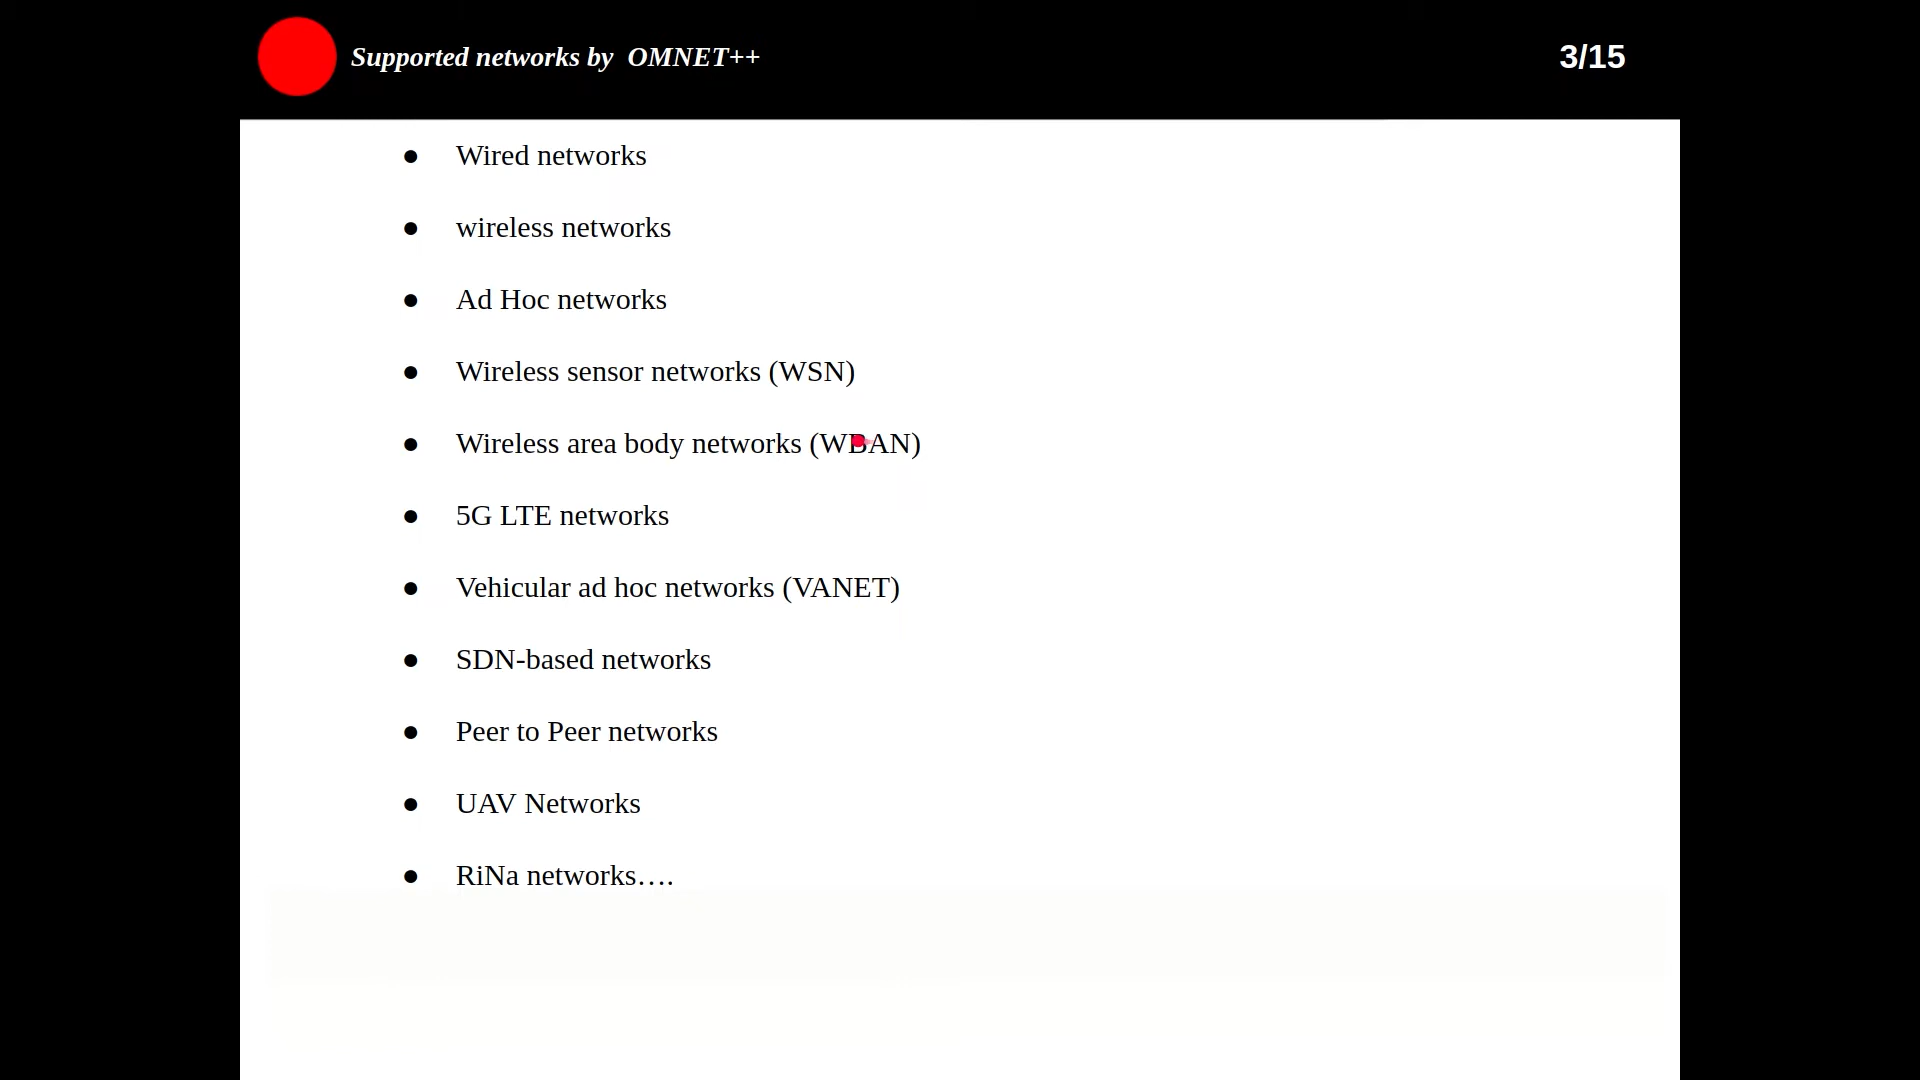 Supported networks by OMNET++
3/15
● Wired networks
● wireless networks
● Ad Hoc networks
● Wireless sensor networks (WSN)
● Wireless area body networks (WBAN)
● 5G LTE networks
● Vehicular ad hoc networks (VANET)
● SDN-based networks
● Peer to Peer networks
● UAV Networks
● RiNa networks….